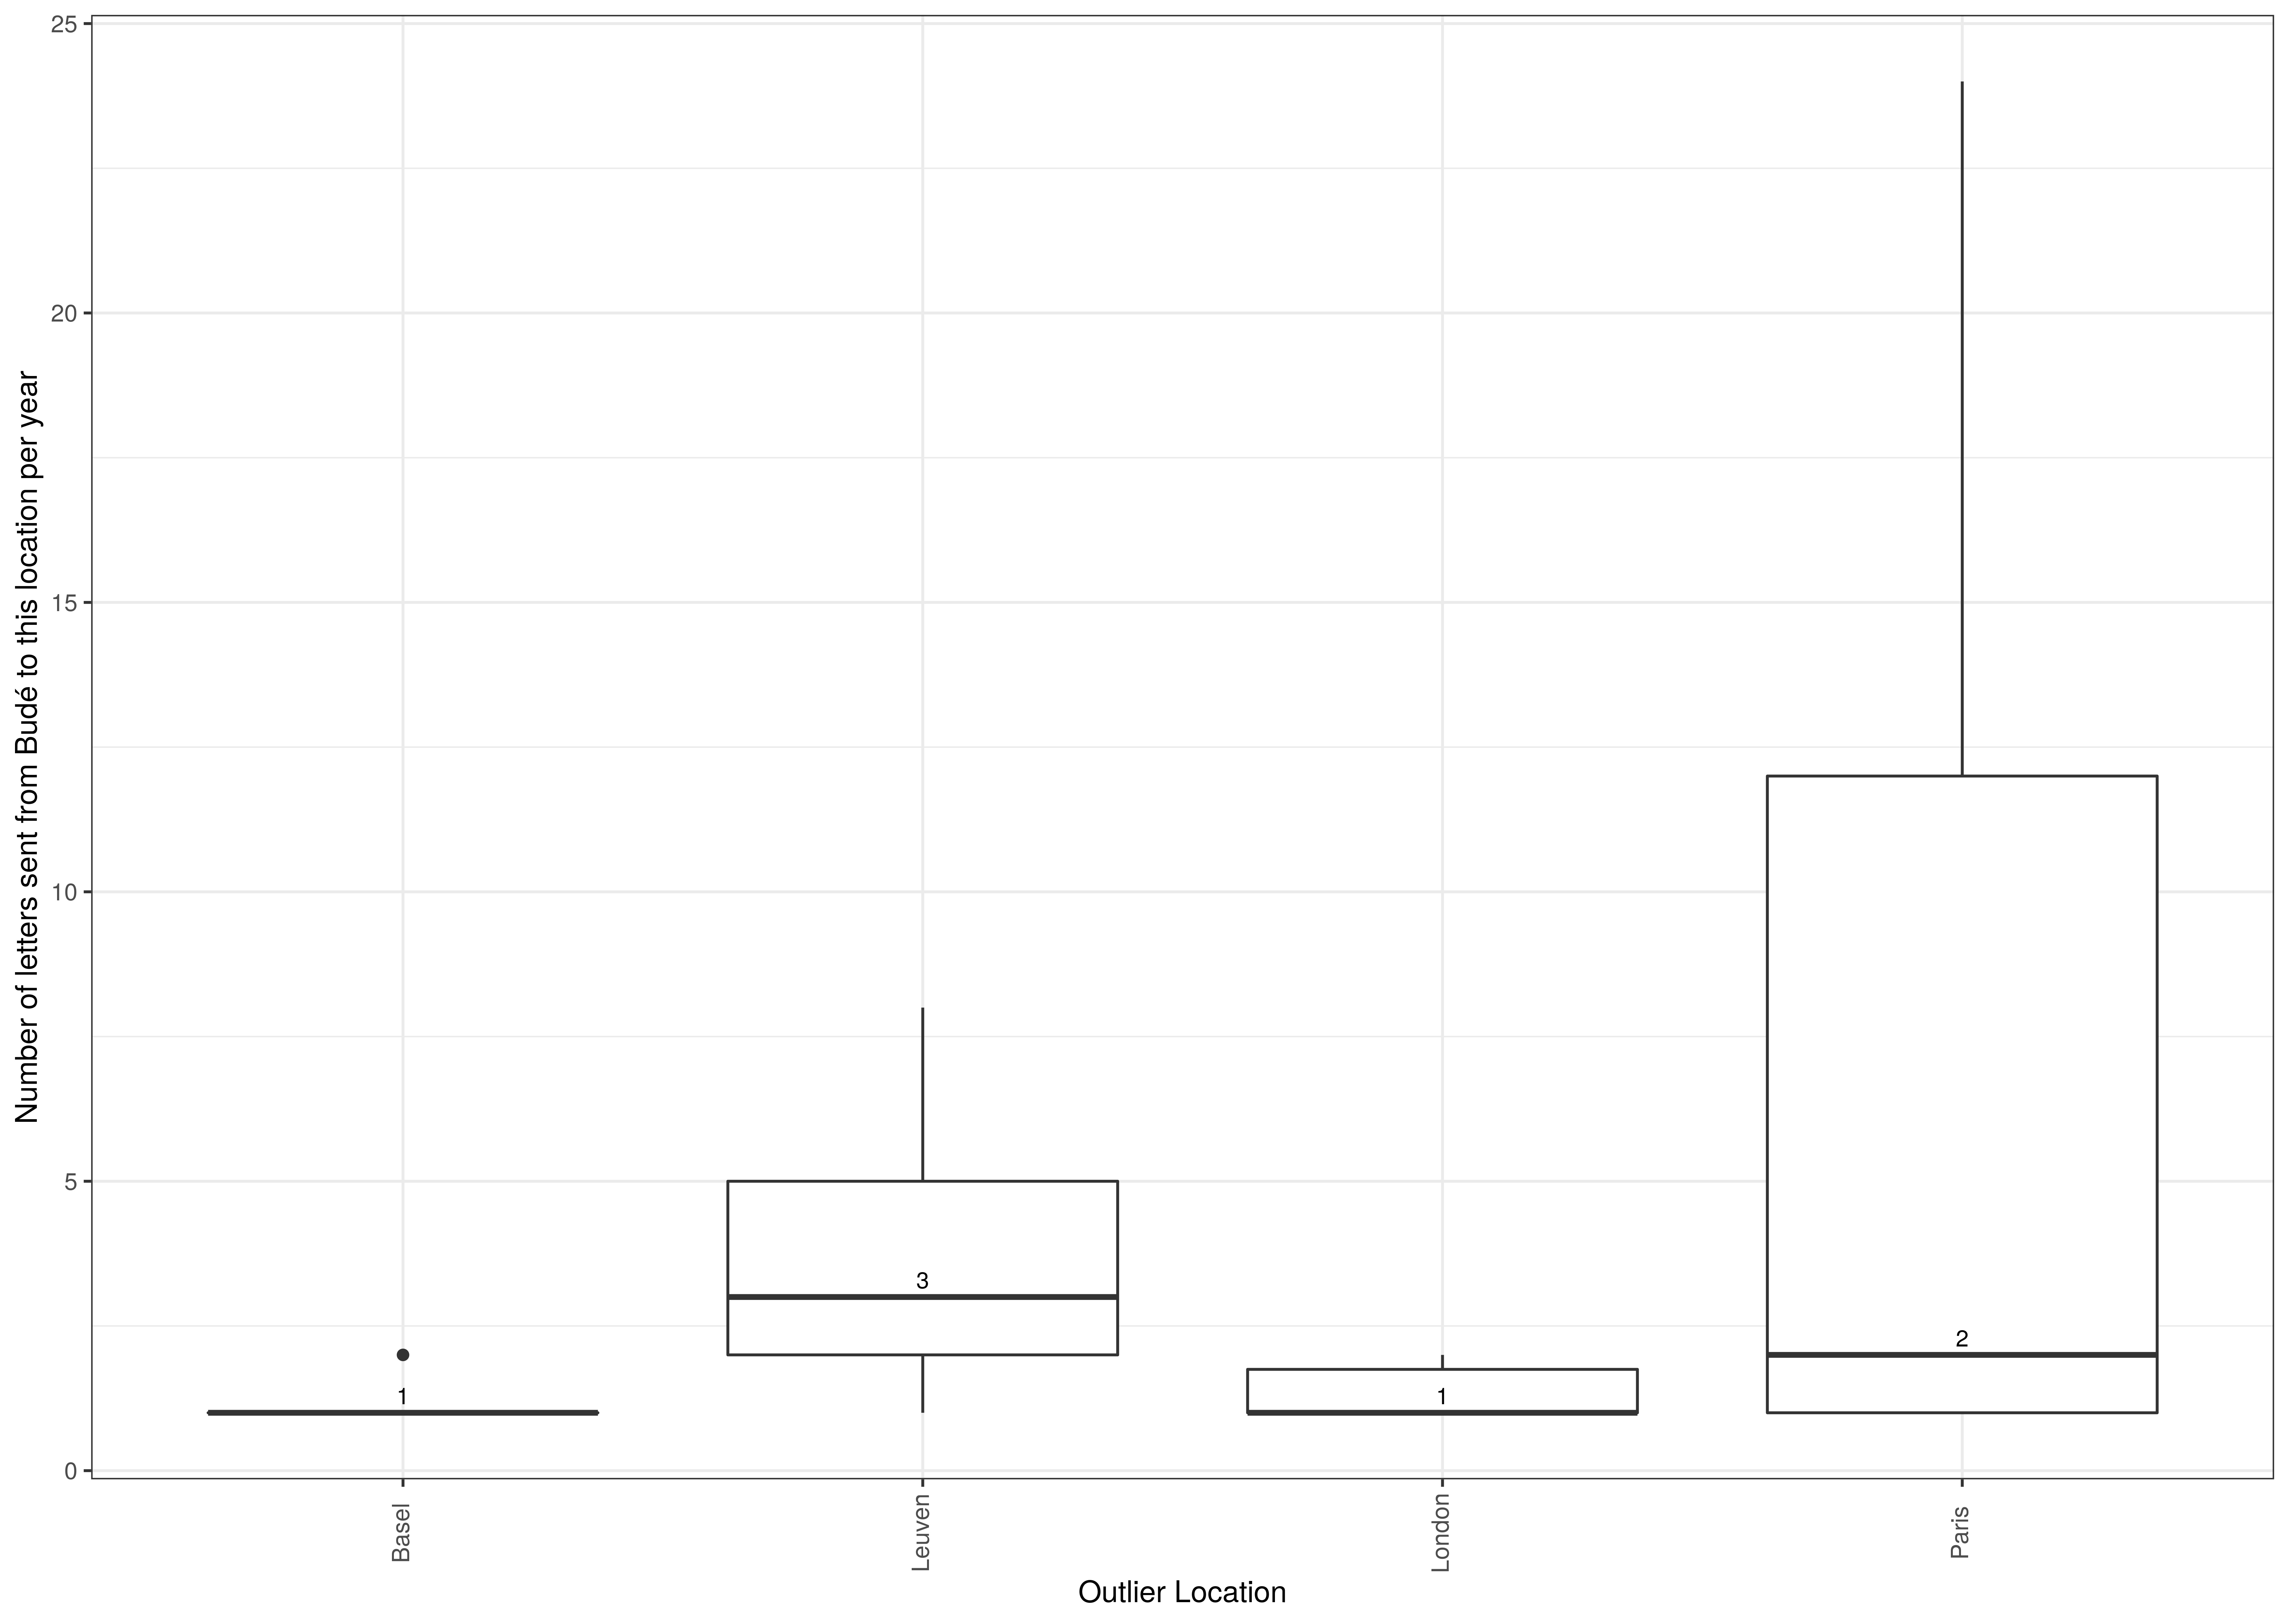 Number of letters sent from Budé to this location per year
25
20
15
10
5
0
1
3
1
2
Basel
Leuven
London
Paris
Outlier Location